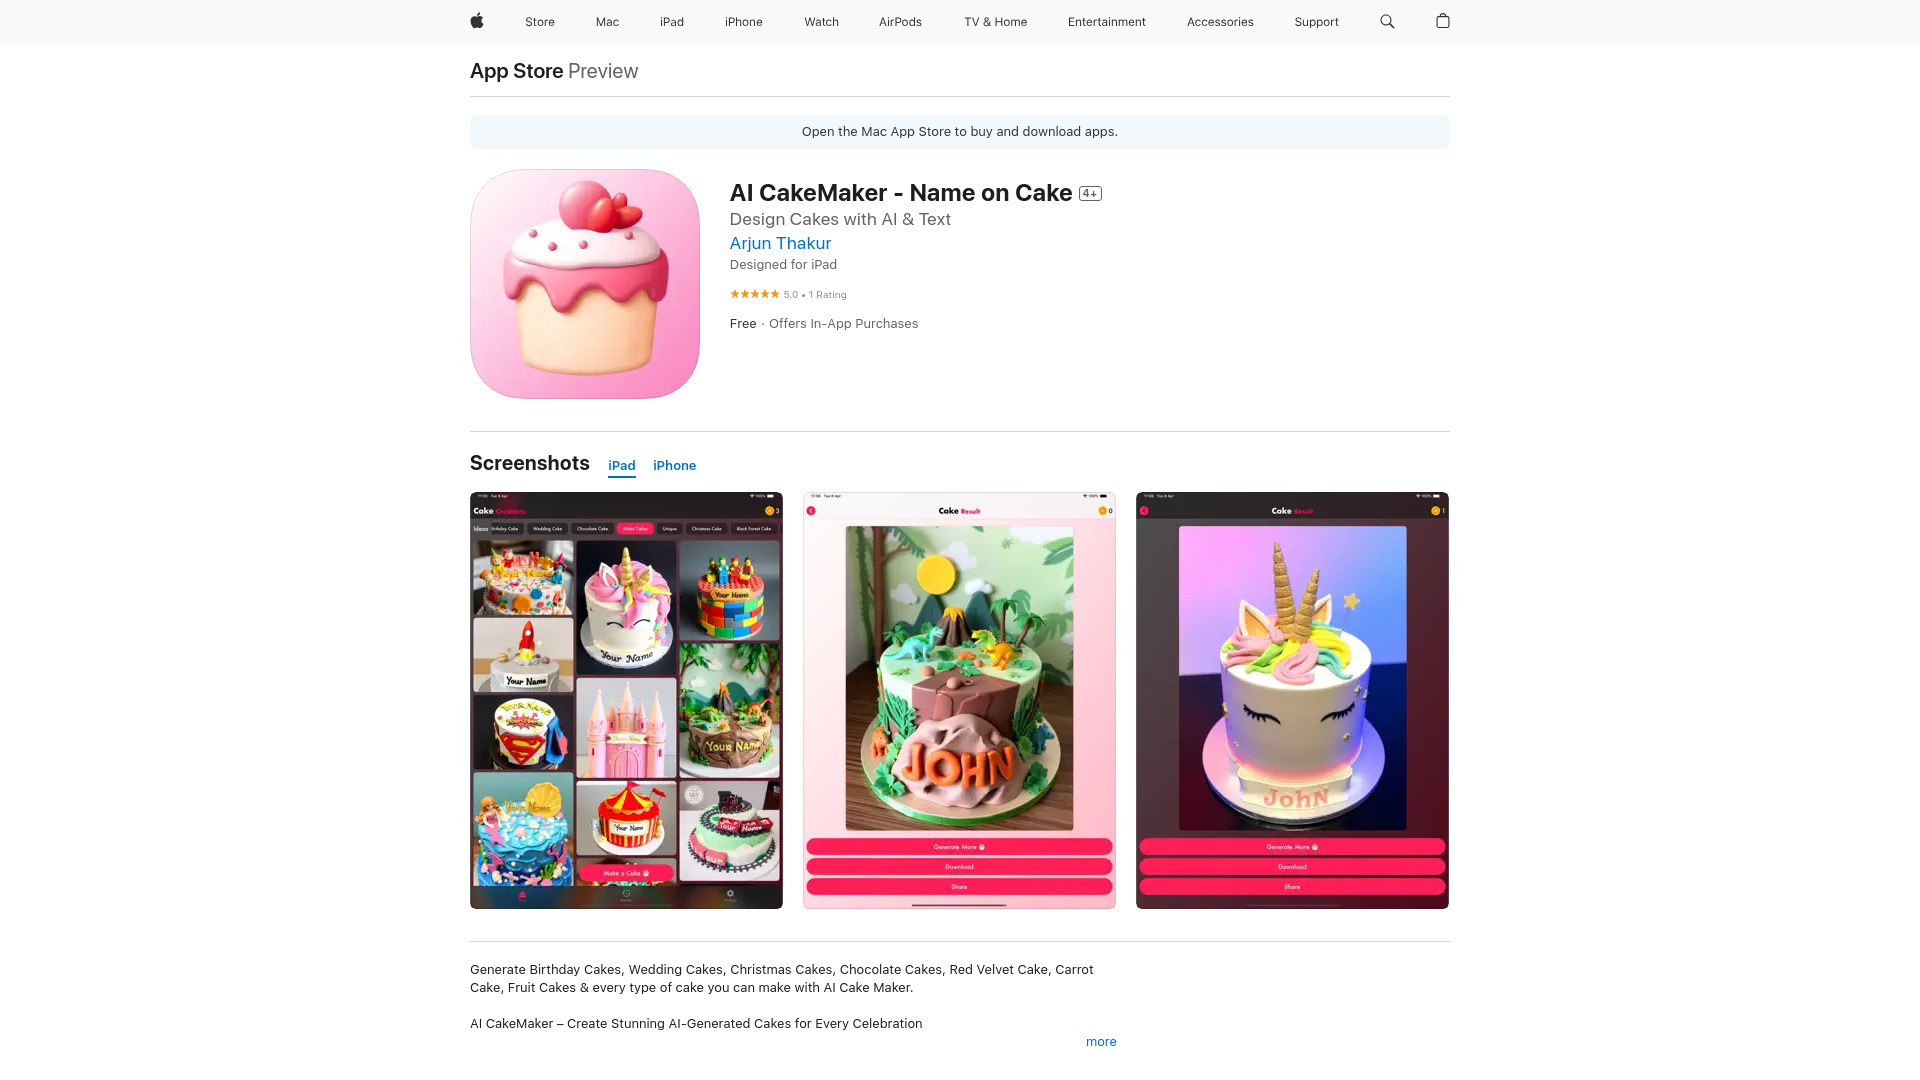 Store Mac iPad iPhone Watch AirPods TV & Home Entertainment Accessories Support
App Store Preview
Open the Mac App Store to buy and download apps.
AI CakeMaker - Name on Cake 4+
Design Cakes with AI & Text
Arjun Thakur
Designed for iPad
5.0 • 1 Rating
Free · Offers In-App Purchases
Screenshots iPad iPhone
Cake Creations 3
Ideas Birthday Cake Wedding Cake Chocolate Cake Kids Cakes Unique Christmas Cake Black Forest Cake
Your Name
Your Name
Your Name
Your Name
Your Name
Your Name
Your Name
Make a Cake
Cake Result 0
JOHN
Generate More
Download
Share
Cake Result 1
JohN
Generate More
Download
Share
Generate Birthday Cakes, Wedding Cakes, Christmas Cakes, Chocolate Cakes, Red Velvet Cake, Carrot
Cake, Fruit Cakes & every type of cake you can make with AI Cake Maker.
AI CakeMaker – Create Stunning AI-Generated Cakes for Every Celebration
more